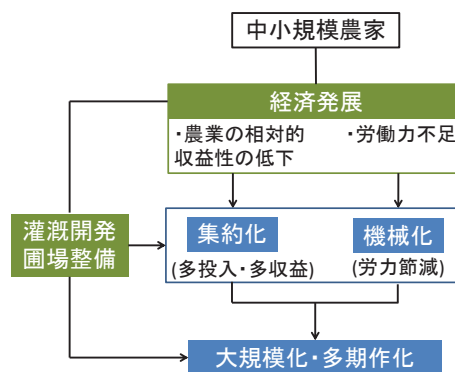 中小規模農家
経済発展
・農業の相対的
収益性の低下
・労働力不足
灌漑開発
圃場整備
集約化
(多投入・多収益)
機械化
(労力節減)
大規模化・多期作化